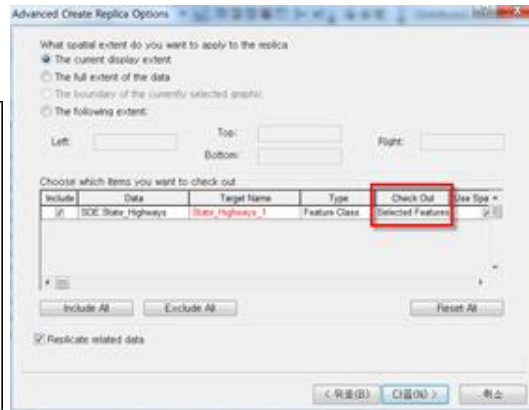 Advanced Create Replica Options
What spatial extent do you want to apply to the replica
The current display extent
The full extent of the data
The boundary of the currently selected graphic
The following extent:
Left:
Top:
Right:
Bottom:
Choose which items you want to check out
Include Data Target Name Type Check Out Use Spa
SDE.State_Highways State_Highways_1 Feature Class Selected Features
Include All Exclude All Reset All
Replicate related data
< 뒤로(B) 다음(N) > 취소